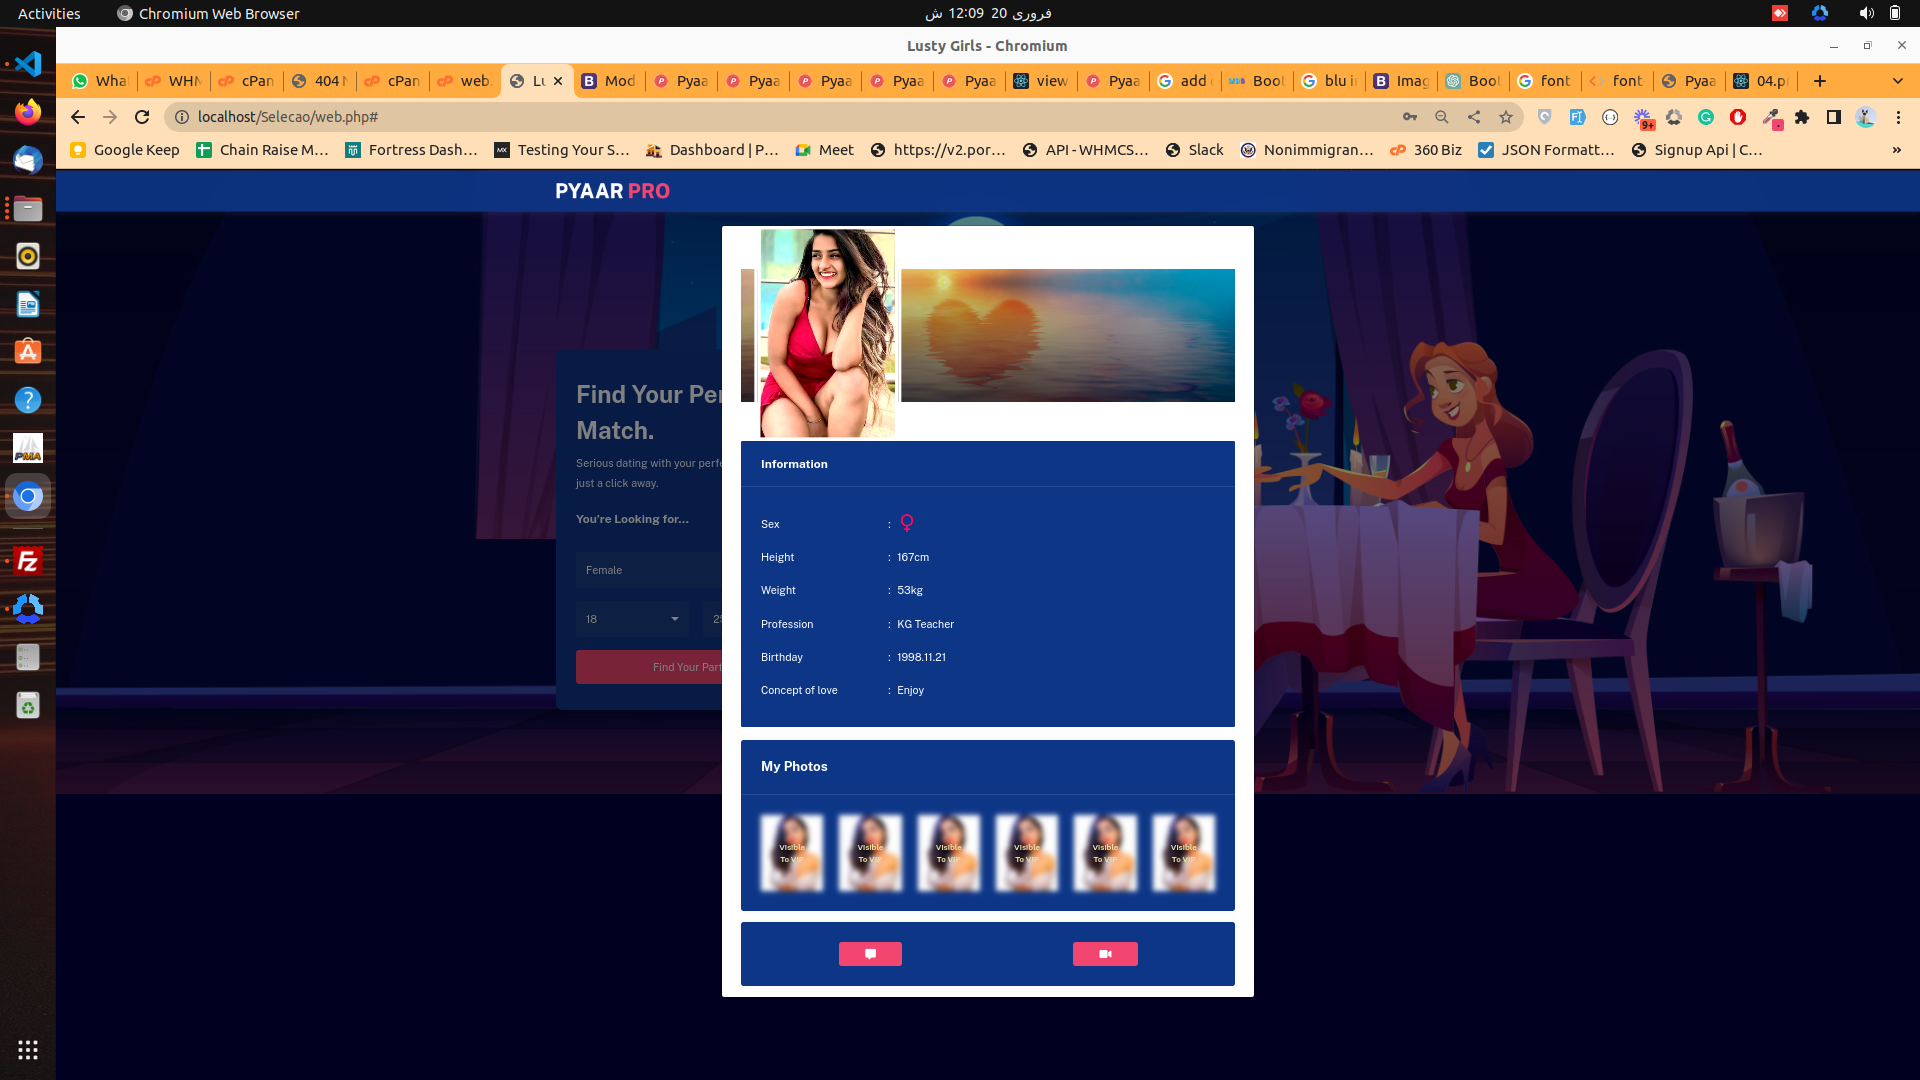 Activities
Chromium Web Browser
فروری 20 12:09 ش
Lusty Girls - Chromium
Wha
WHM
cPan
404 N
cPan
web.
Lu
Mod
Pyaa
Pyaa
Pyaa
Pyaa
Pyaa
view
Pyaa
add
Boot
blu i
Imag
Boot
font
font
Pyaa
04.p
localhost/Selecao/web.php#
9+
Google Keep
Chain Raise M...
Fortress Dash...
Testing Your S...
Dashboard | P...
Meet
https://v2.por...
API - WHMCS...
Slack
Nonimmigran...
360 Biz
JSON Formatt...
Signup Api | C...
»
PYAAR PRO
Find Your Per
Match.
Serious dating with your perfe
just a click away.
You're Looking for...
Female
18
Find Your Part
Information
Sex :
Height : 167cm
Weight : 53kg
Profession : KG Teacher
Birthday : 1998.11.21
Concept of love : Enjoy
My Photos
Visible
To VIP
Visible
To VIP
Visible
To VIP
Visible
To VIP
Visible
To VIP
Visible
To VIP
PMA